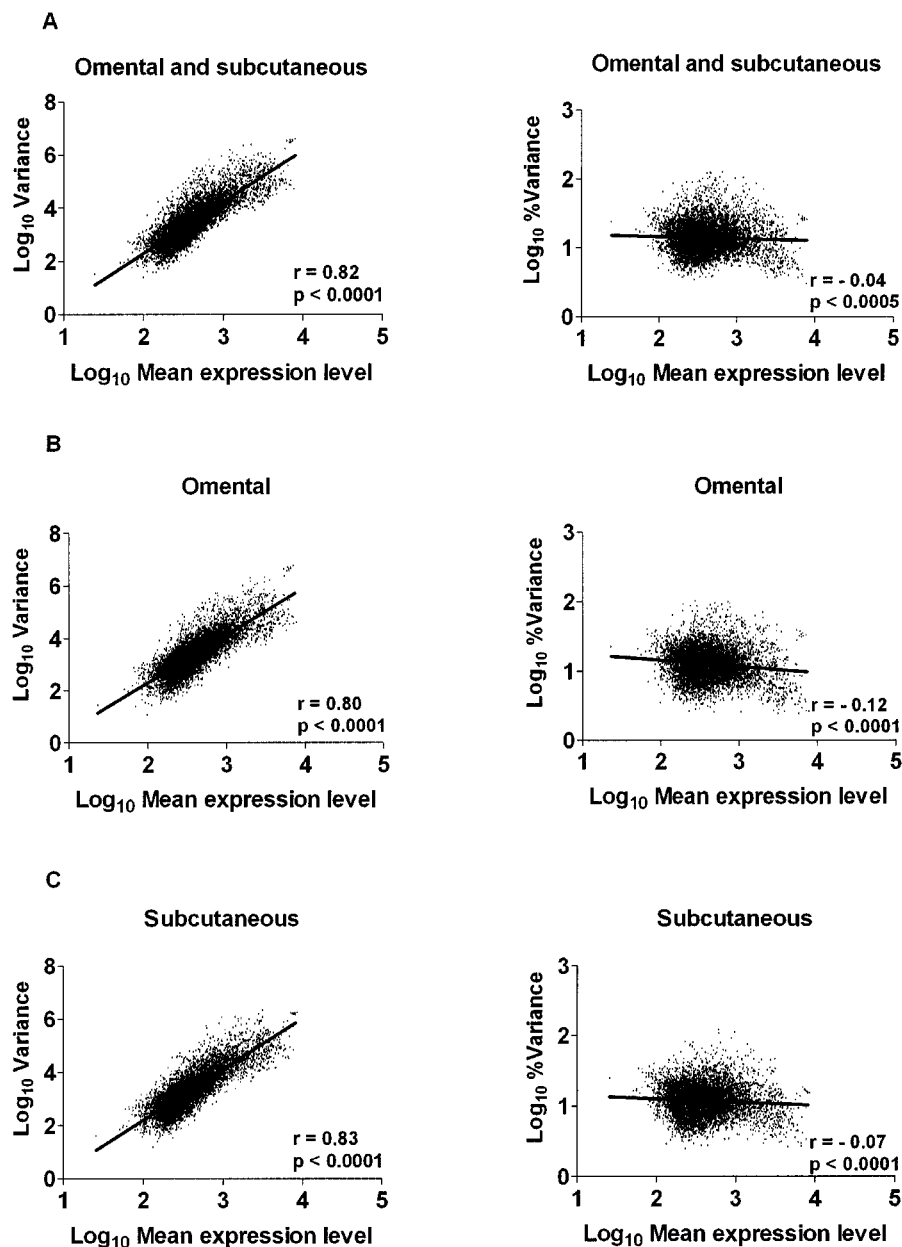 A
Omental and subcutaneous
Log10 Variance
8
6
4
2
0
r = 0.82
p < 0.0001
1 2 3 4 5
Log10 Mean expression level
Omental and subcutaneous
Log10 %Variance
3
2
1
0
r = - 0.04
p < 0.0005
1 2 3 4 5
Log10 Mean expression level
B
Omental
Log10 Variance
8
6
4
2
0
r = 0.80
p < 0.0001
1 2 3 4 5
Log10 Mean expression level
Omental
Log10 %Variance
3
2
1
0
r = - 0.12
p < 0.0001
1 2 3 4 5
Log10 Mean expression level
C
Subcutaneous
Log10 Variance
8
6
4
2
0
r = 0.83
p < 0.0001
1 2 3 4 5
Log10 Mean expression level
Subcutaneous
Log10 %Variance
3
2
1
0
r = - 0.07
p < 0.0001
1 2 3 4 5
Log10 Mean expression level